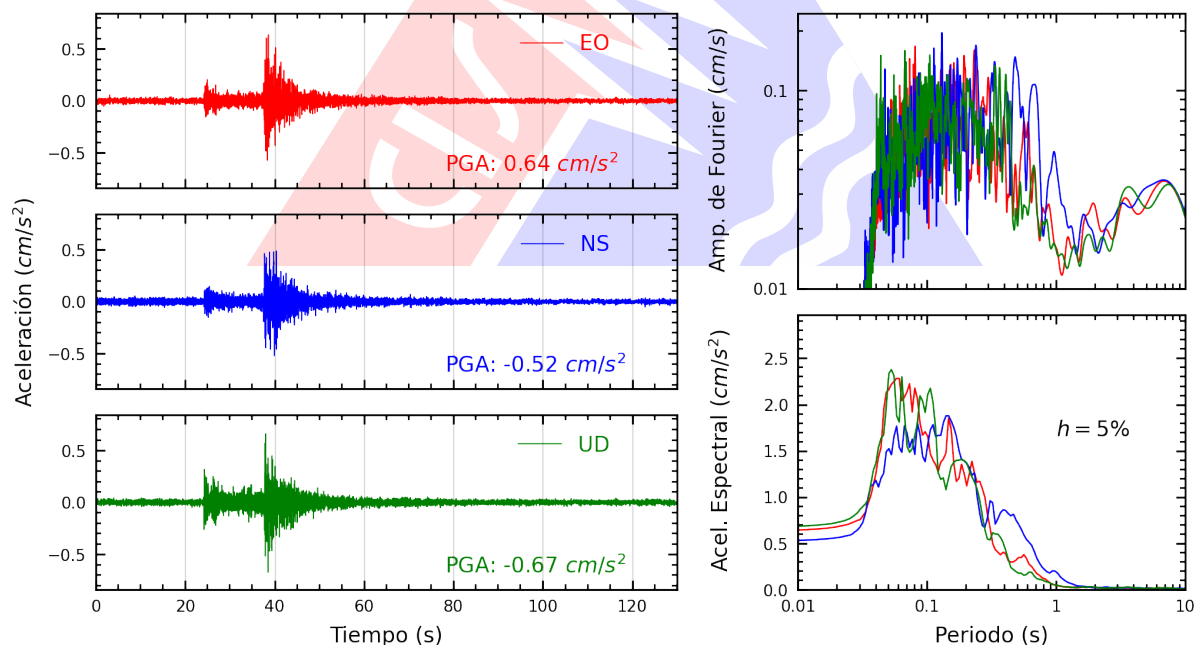 Aceleración (cm/s²)
0.5
0.0
−0.5
EO
PGA: 0.64 cm/s²
0.5
0.0
−0.5
NS
PGA: -0.52 cm/s²
0.5
0.0
−0.5
UD
PGA: -0.67 cm/s²
0 20 40 60 80 100 120
Tiempo (s)
Amp. de Fourier (cm/s)
0.1
0.01
Acel. Espectral (cm/s²)
2.5
2.0
1.5
1.0
0.5
0.0
h = 5%
0.01 0.1 1 10
Periodo (s)